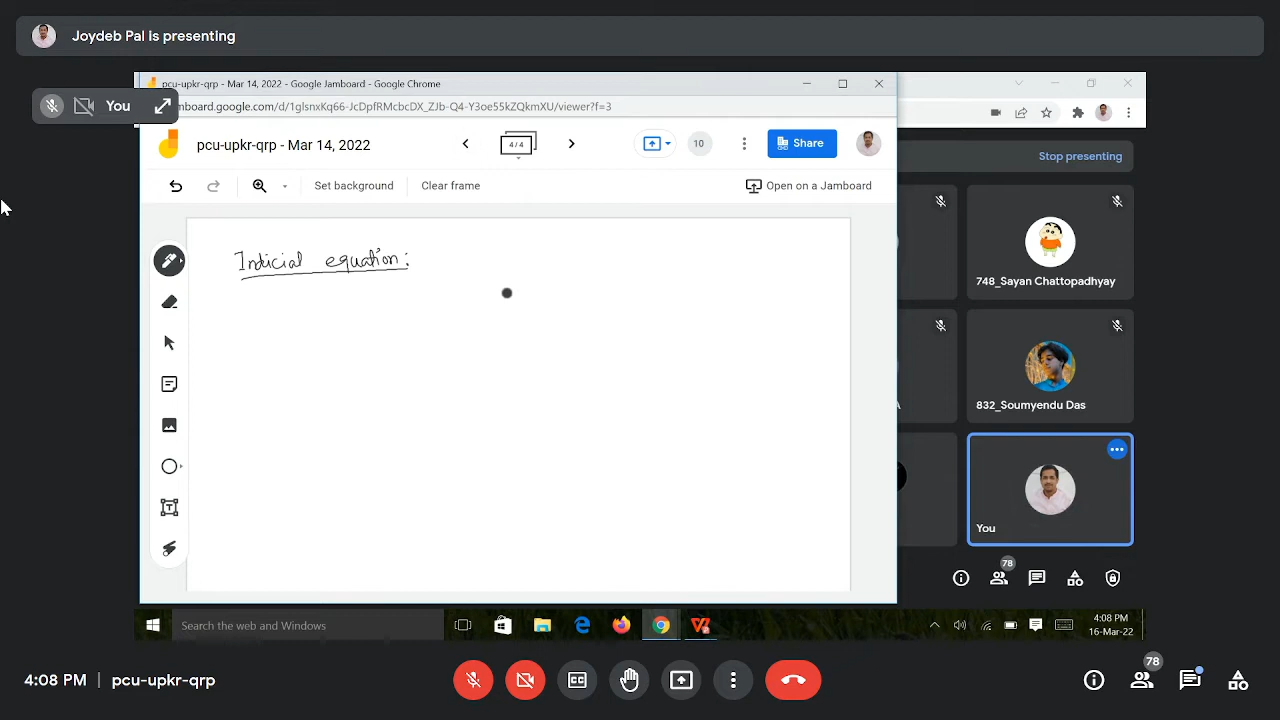 Joydeb Pal Is presenting
pcu-upkr-qrp - Mar 14, 2022 - Google Jamboard - Google Chrome
You
mboard.google.com/d/1glsnxKq66-JcDpfRMcbcDX_ZJb-Q4-Y3oe55kZQkmXU/viewer?f=3
pcu-upkr-qrp - Mar 14, 2022
4/4
10
Share
Stop presenting
Set background
Clear frame
Open on a Jamboard
Indicial equation:
748_Sayan Chattopadhyay
832_Soumyendu Das
A
You
78
Search the web and Windows
4:08 PM
16-Mar-22
4:08 PM | pcu-upkr-qrp
78